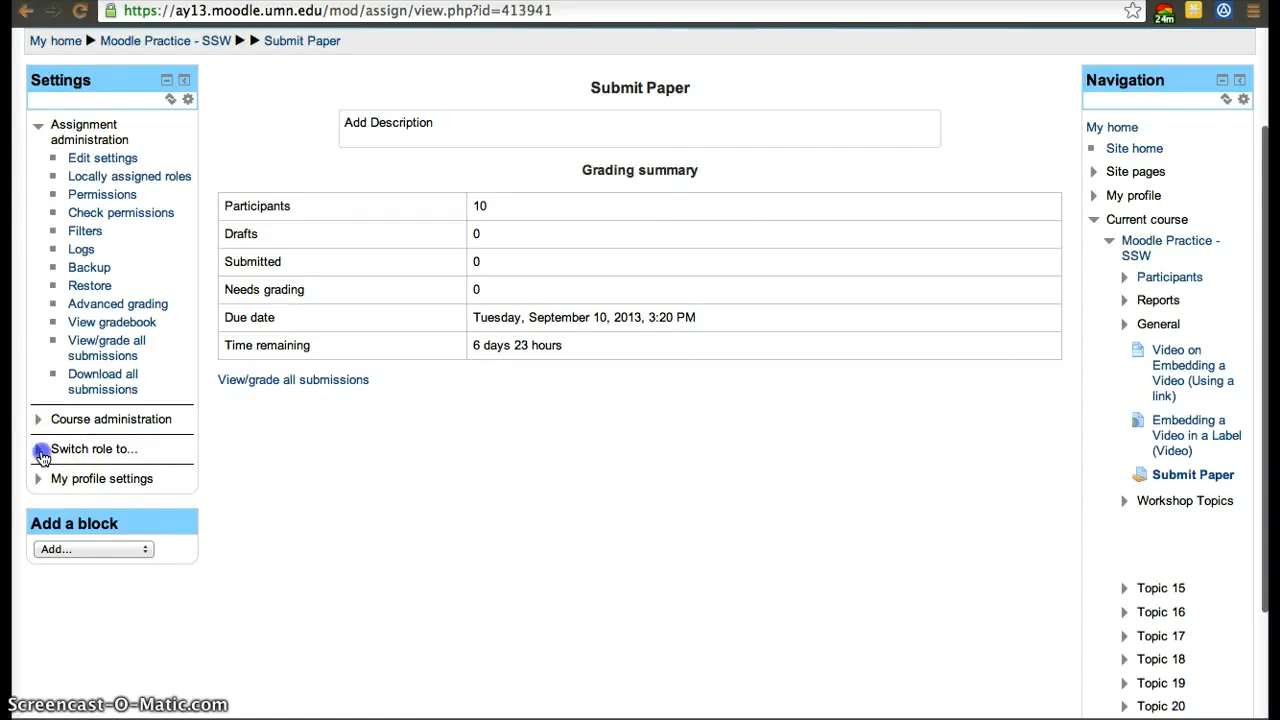 https://ay13.moodle.umn.edu/mod/assign/view.php?id=413941
24m
My home ▶ Moodle Practice - SSW ▶ ▶ Submit Paper
Settings
Assignment
administration
Edit settings
Locally assigned roles
Permissions
Check permissions
Filters
Logs
Backup
Restore
Advanced grading
View gradebook
View/grade all
submissions
Download all
submissions
Course administration
Switch role to...
My profile settings
Add a block
Add...
Submit Paper
Add Description
Grading summary
Participants 10
Drafts 0
Submitted 0
Needs grading 0
Due date Tuesday, September 10, 2013, 3:20 PM
Time remaining 6 days 23 hours
View/grade all submissions
Navigation
My home
Site home
Site pages
My profile
Current course
Moodle Practice -
SSW
Participants
Reports
General
Video on
Embedding a
Video (Using a
link)
Embedding a
Video in a Label
(Video)
Submit Paper
Workshop Topics
Topic 15
Topic 16
Topic 17
Topic 18
Topic 19
Topic 20
Screencast-O-Matic.com